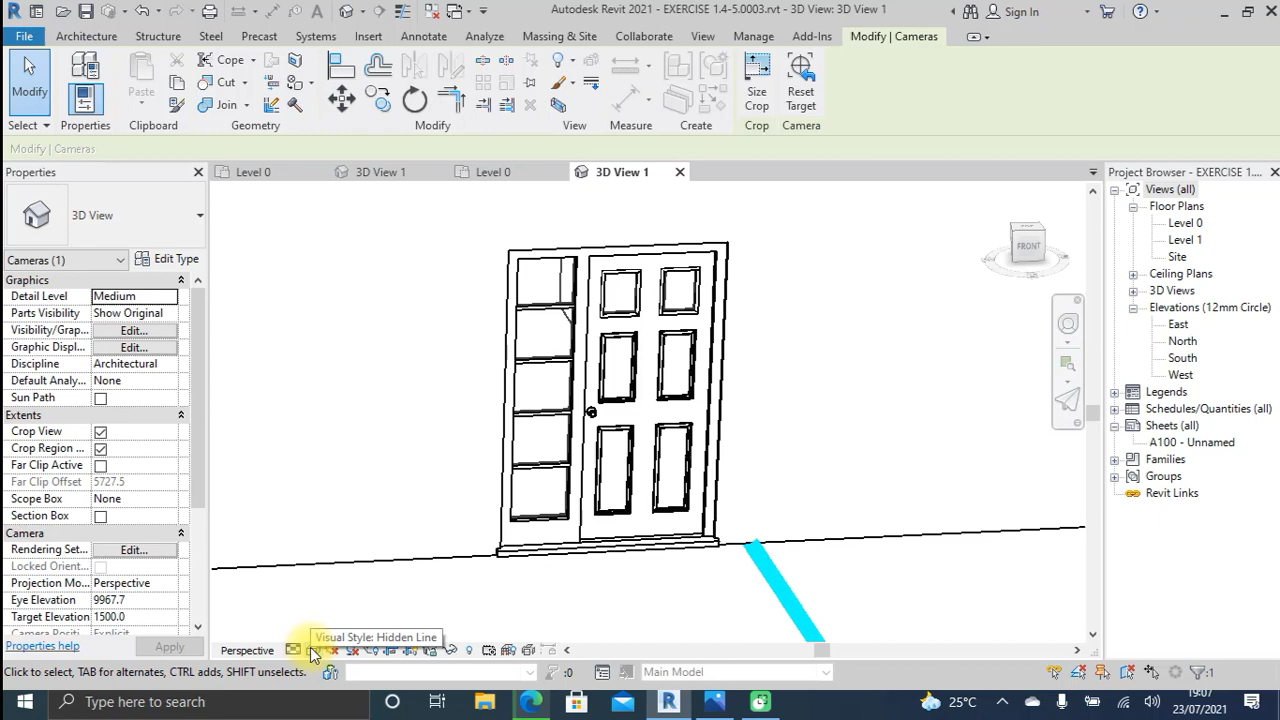 Autodesk Revit 2021 - EXERCISE 1.4-5.0003.rvt - 3D View: 3D View 1
Sign In
File Architecture Structure Steel Precast Systems Insert Annotate Analyze Massing & Site Collaborate View Manage Add-Ins Modify | Cameras
Modify
Paste
Cope
Cut
Join
Size Crop
Reset Target
Select Properties Clipboard Geometry Modify View Measure Create Crop Camera
Modify | Cameras
Properties
Level 0
3D View 1
Level 0
3D View 1
Project Browser - EXERCISE 1....
3D View
Cameras (1)
Edit Type
Graphics
Detail Level Medium
Parts Visibility Show Original
Visibility/Grap... Edit...
Graphic Displ... Edit...
Discipline Architectural
Default Analy... None
Sun Path
Extents
Crop View
Crop Region ...
Far Clip Active
Far Clip Offset 5727.5
Scope Box None
Section Box
Camera
Rendering Set... Edit...
Locked Orient...
Projection Mo... Perspective
Eye Elevation 9967.7
Target Elevation 1500.0
Camera Positi... Explicit
Properties help
Apply
FRONT
Views (all)
Floor Plans
Level 0
Level 1
Site
Ceiling Plans
3D Views
Elevations (12mm Circle)
East
North
South
West
Legends
Schedules/Quantities (all)
Sheets (all)
A100 - Unnamed
Families
Groups
Revit Links
Visual Style: Hidden Line
Perspective
Click to select, TAB for alternates, CTRL adds, SHIFT unselects.
:0
Main Model
:1
Type here to search
25°C
19:07
23/07/2021